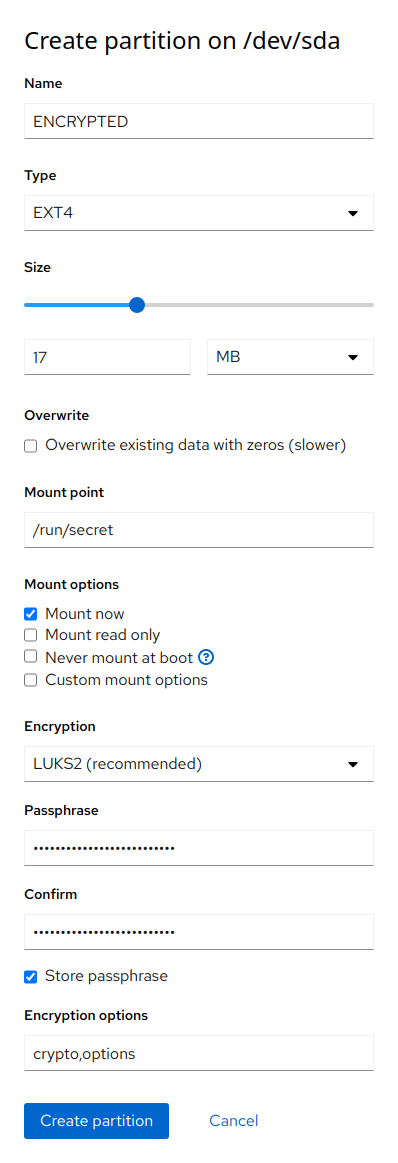 Create partition on /dev/sda
Name
ENCRYPTED
Type
EXT4
Size
17
MB
Overwrite
Overwrite existing data with zeros (slower)
Mount point
/run/secret
Mount options
Mount now
Mount read only
Never mount at boot ?
Custom mount options
Encryption
LUKS2 (recommended)
Passphrase
••••••••••••••••••••••••••
Confirm
••••••••••••••••••••••••••
Store passphrase
Encryption options
crypto,options
Create partition Cancel